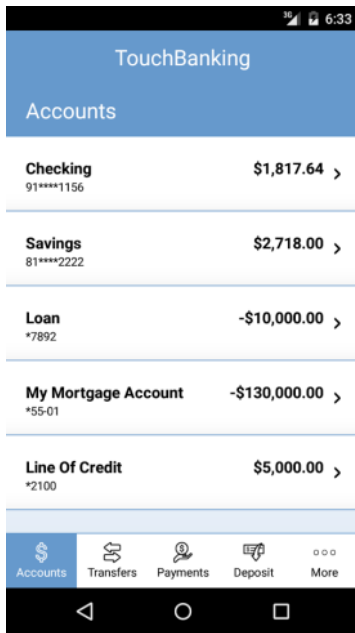 3G 6:33
TouchBanking
Accounts
Checking $1,817.64
91****1156
Savings $2,718.00
81****2222
Loan -$10,000.00
*7892
My Mortgage Account -$130,000.00
*55-01
Line Of Credit $5,000.00
*2100
Accounts Transfers Payments Deposit More